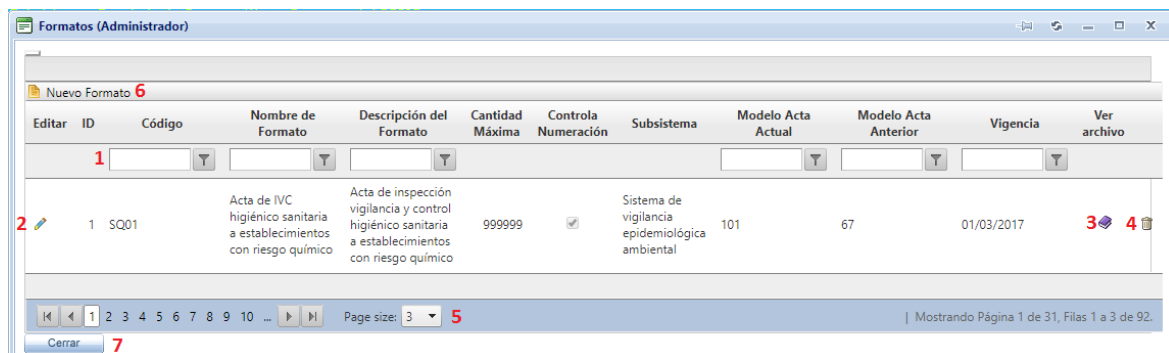 Formatos (Administrador)
Nuevo Formato 6
Editar ID Código Nombre de Formato Descripción del Formato Cantidad Máxima Controla Numeración Subsistema Modelo Acta Actual Modelo Acta Anterior Vigencia Ver archivo
1
2 1 SQ01 Acta de IVC higiénico sanitaria a establecimientos con riesgo químico Acta de inspección vigilancia y control higiénico sanitaria a establecimientos con riesgo químico 999999 Sistema de vigilancia epidemiológica ambiental 101 67 01/03/2017 3 4
1 2 3 4 5 6 7 8 9 10 ... Page size: 3 5 | Mostrando Página 1 de 31, Filas 1 a 3 de 92.
Cerrar 7